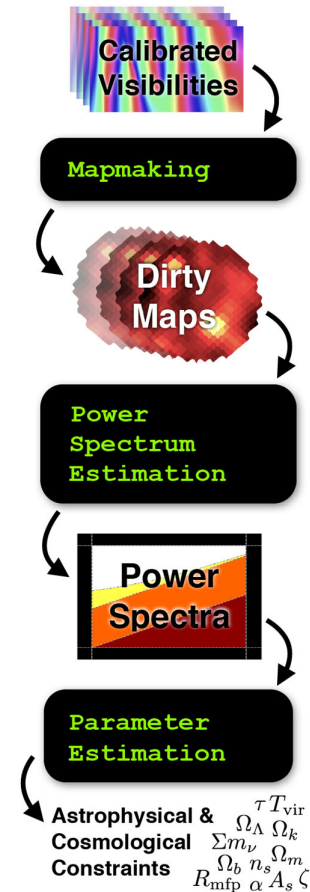 Calibrated
Visibilities
Mapmaking
Dirty
Maps
Power
Spectrum
Estimation
Power
Spectra
Parameter
Estimation
Astrophysical &
Cosmological
Constraints
τ T_vir
Ω_Λ Ω_k
Σm_ν Ω_m
Ω_b n_s
R_mfp α A_s ζ